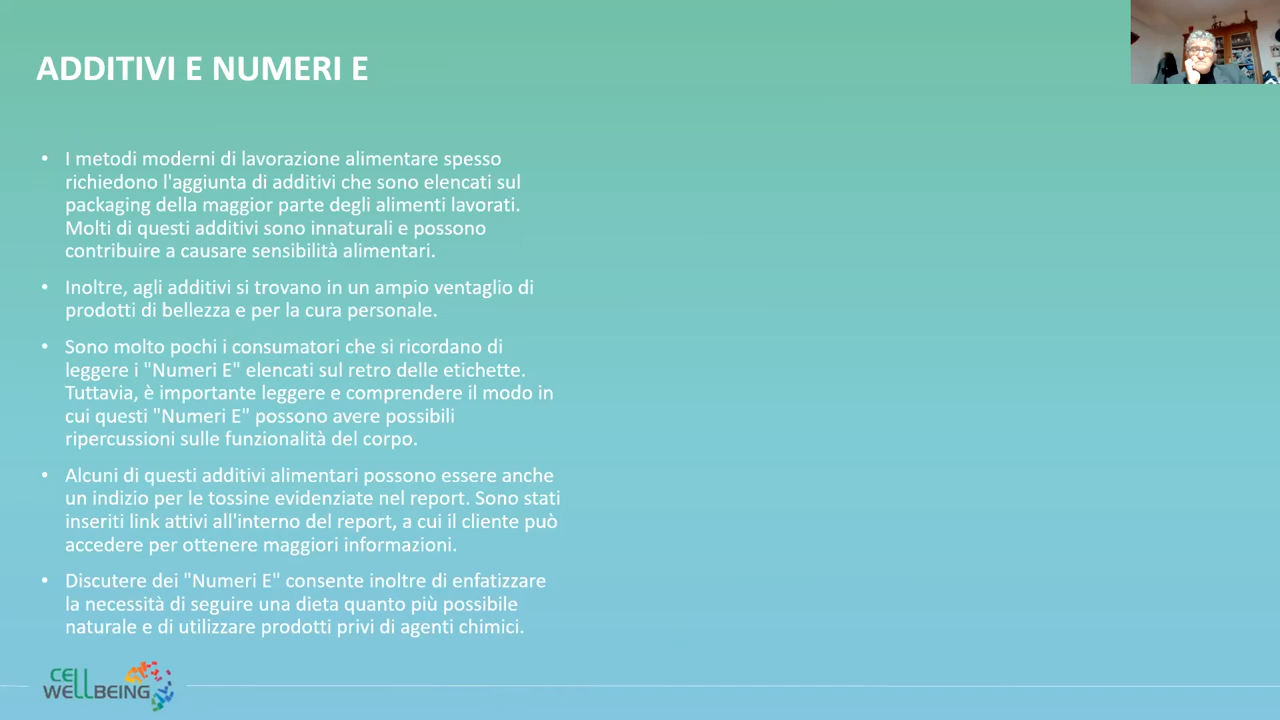 ADDITIVI E NUMERI E
• I metodi moderni di lavorazione alimentare spesso
richiedono l'aggiunta di additivi che sono elencati sul
packaging della maggior parte degli alimenti lavorati.
Molti di questi additivi sono innaturali e possono
contribuire a causare sensibilità alimentari.
• Inoltre, agli additivi si trovano in un ampio ventaglio di
prodotti di bellezza e per la cura personale.
• Sono molto pochi i consumatori che si ricordano di
leggere i "Numeri E" elencati sul retro delle etichette.
Tuttavia, è importante leggere e comprendere il modo in
cui questi "Numeri E" possono avere possibili
ripercussioni sulle funzionalità del corpo.
• Alcuni di questi additivi alimentari possono essere anche
un indizio per le tossine evidenziate nel report. Sono stati
inseriti link attivi all'interno del report, a cui il cliente può
accedere per ottenere maggiori informazioni.
• Discutere dei "Numeri E" consente inoltre di enfatizzare
la necessità di seguire una dieta quanto più possibile
naturale e di utilizzare prodotti privi di agenti chimici.
CELL
WELLBEING